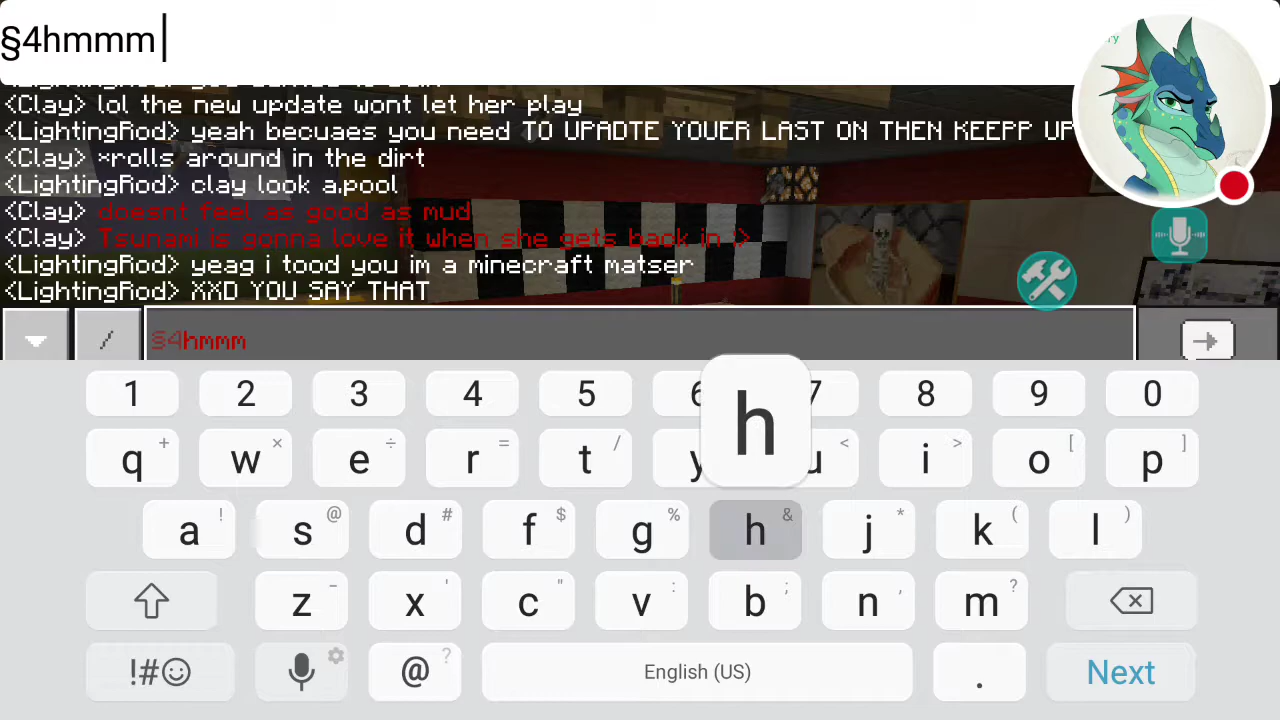 §4hmmm
ry
<Clay> lol the new update wont let her play
<LightingRod> yeah becuaes you need TO UPADTE YOUER LAST ON THEN KEEPP UP
<Clay> *rolls around in the dirt
<LightingRod> clay look a.pool
<Clay> doesnt feel as good as mud
<Clay> Tsunami is gonna love it when she gets back in :>
<LightingRod> yeag i tood you im a minecraft matser
<LightingRod> XXD YOU SAY THAT
/ §4hmmm
1 2 3 4 5 6 7 8 9 0
h
q + w × e ÷ r = t / y u < i > o [ p ]
a ! s @ d # f $ g % h & j * k ( l )
z - x ' c " v : b ; n , m ?
!#☺ @ ? English (US) . Next